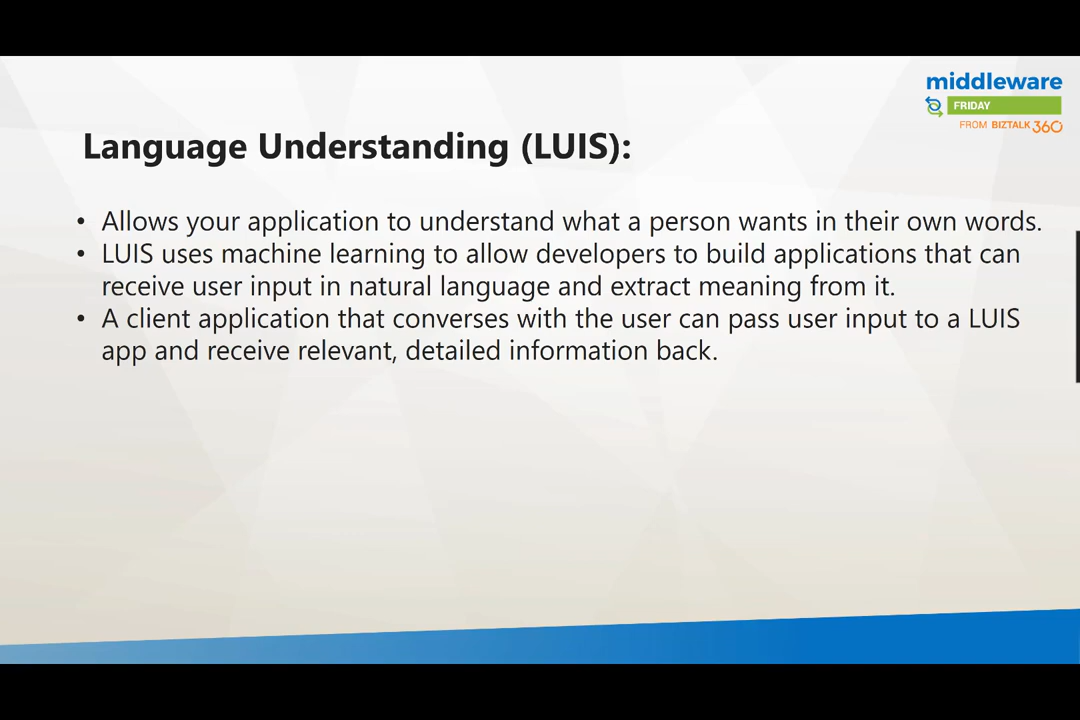 middleware
FRIDAY
FROM BIZTALK360
Language Understanding (LUIS):
• Allows your application to understand what a person wants in their own words.
• LUIS uses machine learning to allow developers to build applications that can
receive user input in natural language and extract meaning from it.
• A client application that converses with the user can pass user input to a LUIS
app and receive relevant, detailed information back.